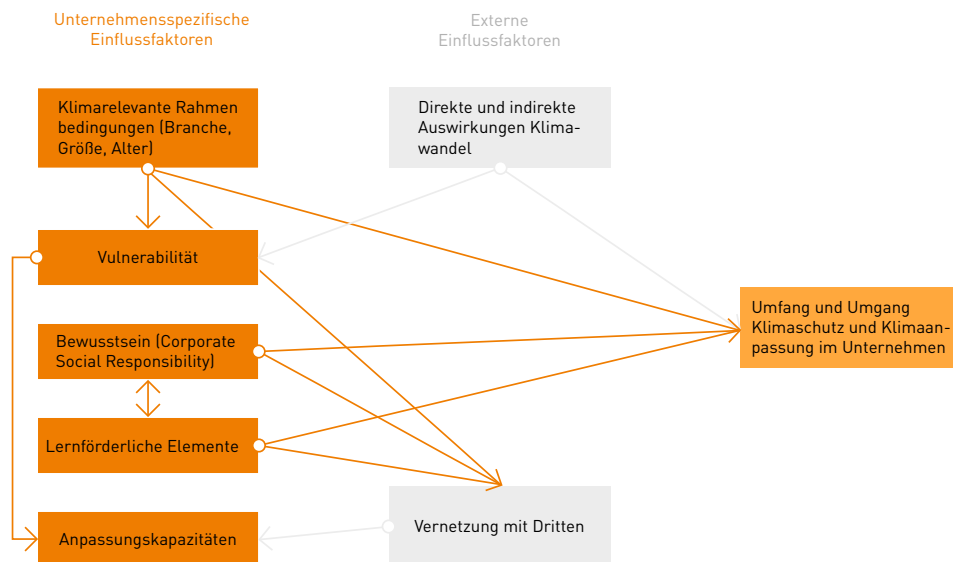 Unternehmensspezifische
Einflussfaktoren
Externe
Einflussfaktoren
Klimarelevante Rahmen
bedingungen (Branche,
Größe, Alter)
Direkte und indirekte
Auswirkungen Klima-
wandel
Vulnerabilität
Umfang und Umgang
Klimaschutz und Klimaan-
passung im Unternehmen
Bewusstsein (Corporate
Social Responsibility)
Lernförderliche Elemente
Vernetzung mit Dritten
Anpassungskapazitäten